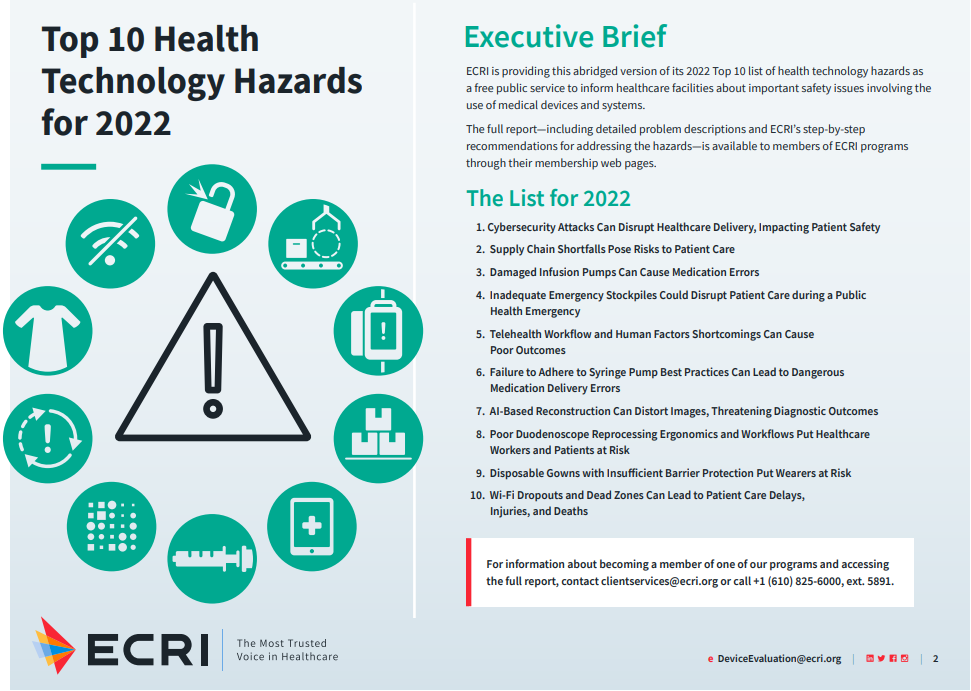 Top 10 Health
Technology Hazards
for 2022
ECRI
The Most Trusted
Voice in Healthcare
Executive Brief
ECRI is providing this abridged version of its 2022 Top 10 list of health technology hazards as
a free public service to inform healthcare facilities about important safety issues involving the
use of medical devices and systems.
The full report—including detailed problem descriptions and ECRI's step-by-step
recommendations for addressing the hazards—is available to members of ECRI programs
through their membership web pages.
The List for 2022
1. Cybersecurity Attacks Can Disrupt Healthcare Delivery, Impacting Patient Safety
2. Supply Chain Shortfalls Pose Risks to Patient Care
3. Damaged Infusion Pumps Can Cause Medication Errors
4. Inadequate Emergency Stockpiles Could Disrupt Patient Care during a Public
Health Emergency
5. Telehealth Workflow and Human Factors Shortcomings Can Cause
Poor Outcomes
6. Failure to Adhere to Syringe Pump Best Practices Can Lead to Dangerous
Medication Delivery Errors
7. AI-Based Reconstruction Can Distort Images, Threatening Diagnostic Outcomes
8. Poor Duodenoscope Reprocessing Ergonomics and Workflows Put Healthcare
Workers and Patients at Risk
9. Disposable Gowns with Insufficient Barrier Protection Put Wearers at Risk
10. Wi-Fi Dropouts and Dead Zones Can Lead to Patient Care Delays,
Injuries, and Deaths
For information about becoming a member of one of our programs and accessing
the full report, contact clientservices@ecri.org or call +1 (610) 825-6000, ext. 5891.
e DeviceEvaluation@ecri.org | | 2